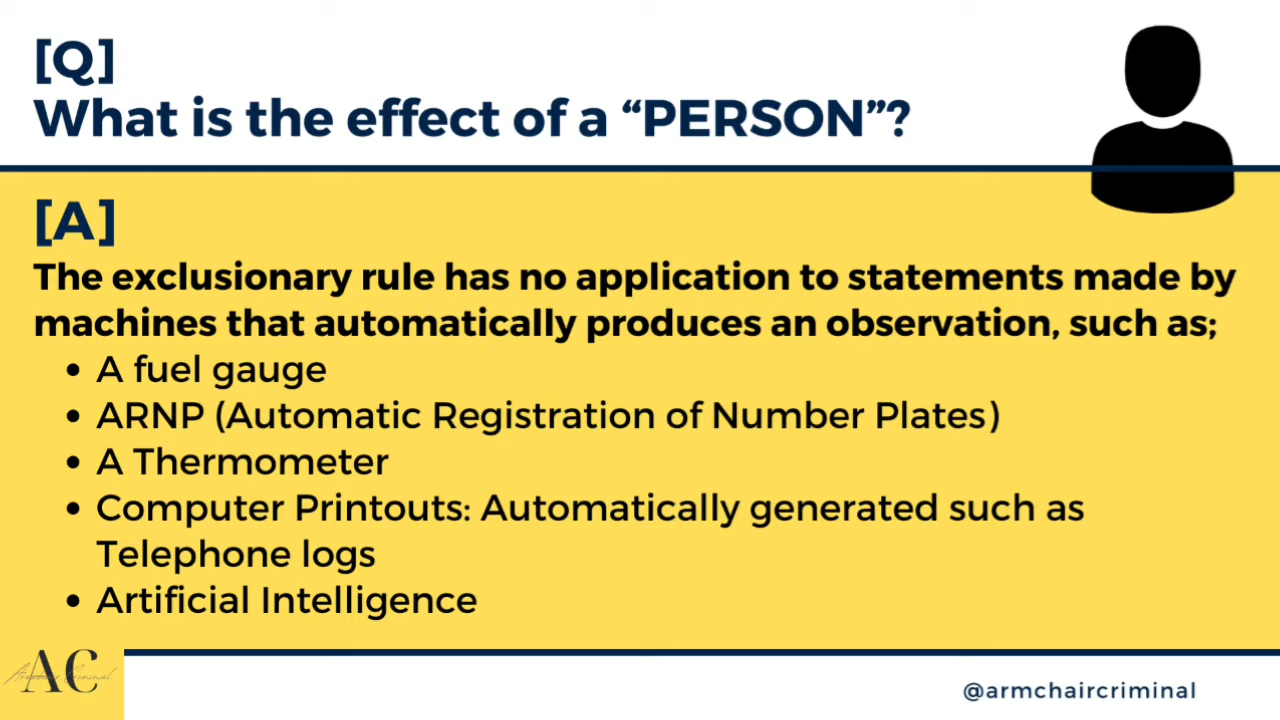 [Q]
What is the effect of a “PERSON”?
[A]
The exclusionary rule has no application to statements made by
machines that automatically produces an observation, such as;
• A fuel gauge
• ARNP (Automatic Registration of Number Plates)
• A Thermometer
• Computer Printouts: Automatically generated such as
Telephone logs
• Artificial Intelligence
AC
Armchair Criminal
@armchaircriminal